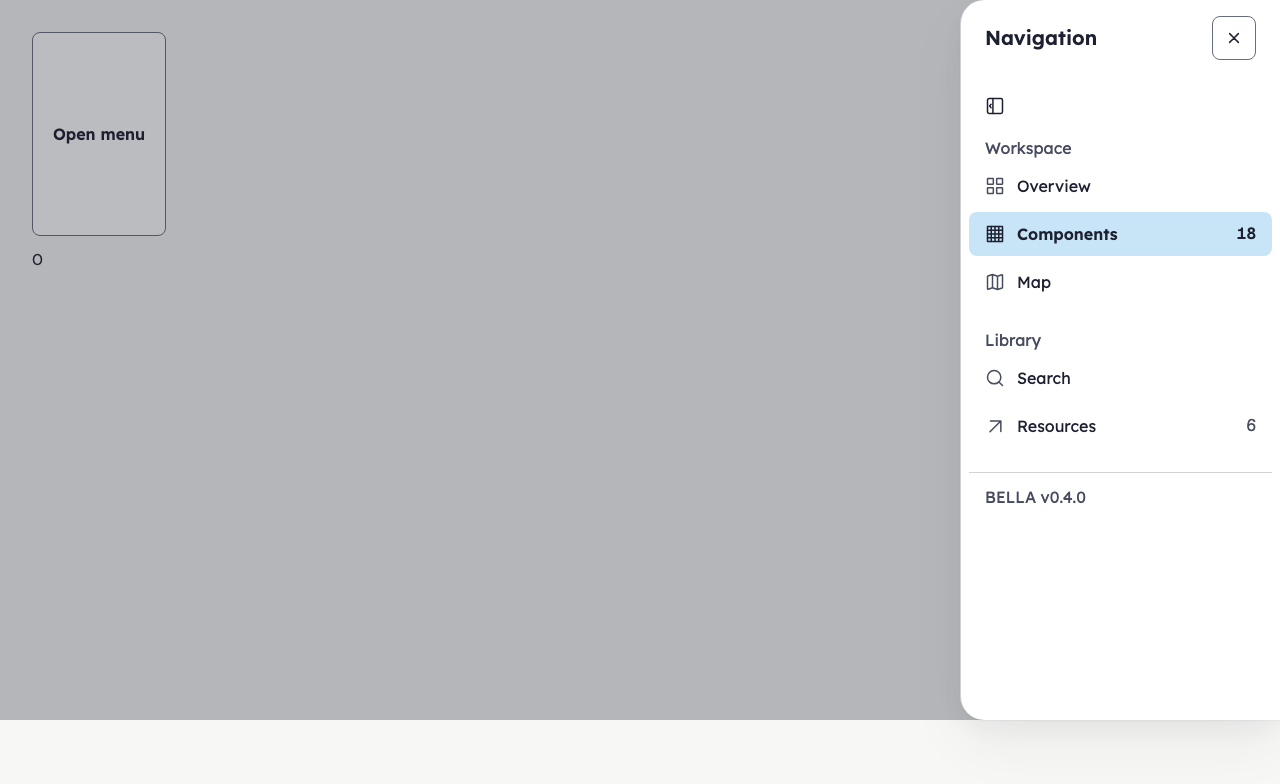 Navigation
Open menu
0
Workspace
Overview
Components 18
Map
Library
Search
Resources 6
BELLA v0.4.0